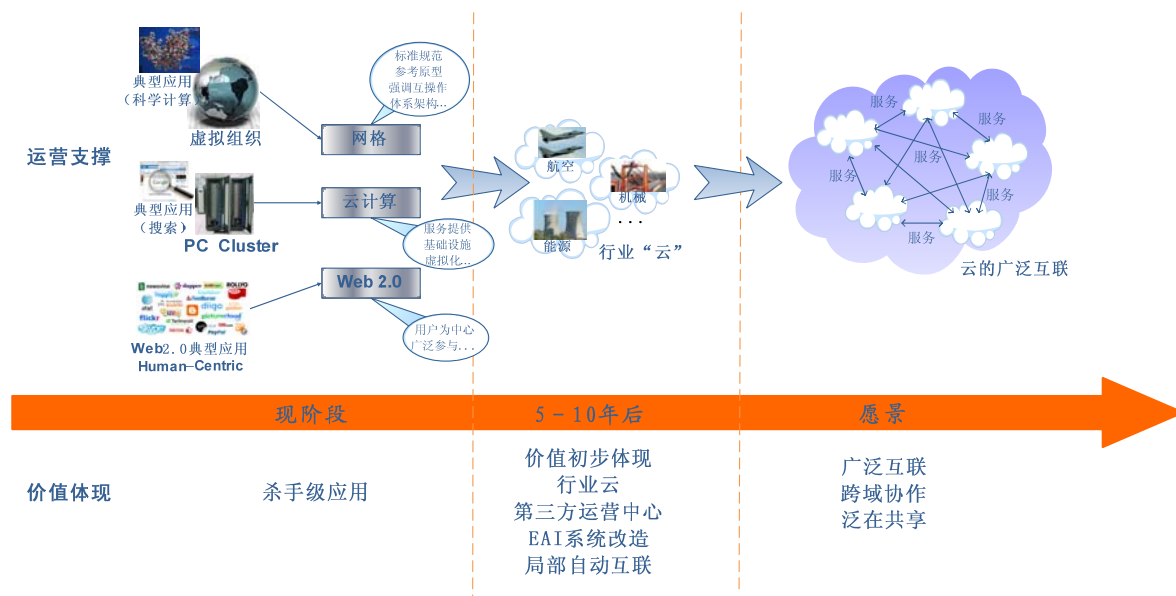 典型应用
（科学计算）
虚拟组织
标准规范
参考原型
强调互操作
体系架构...
网格
运营支撑
典型应用
（搜索）
PC Cluster
云计算
服务提供
基础设施
虚拟化...
Web 2.0
用户为中心
广泛参与...
flickr
diigo
PayPal
Web2.0典型应用
Human-Centric
航空
机械
...
能源
行业“云”
服务
服务
服务
服务
服务
服务
云的广泛互联
现阶段
5-10年后
愿景
价值体现
杀手级应用
价值初步体现
行业云
第三方运营中心
EAI系统改造
局部自动互联
广泛互联
跨域协作
泛在共享